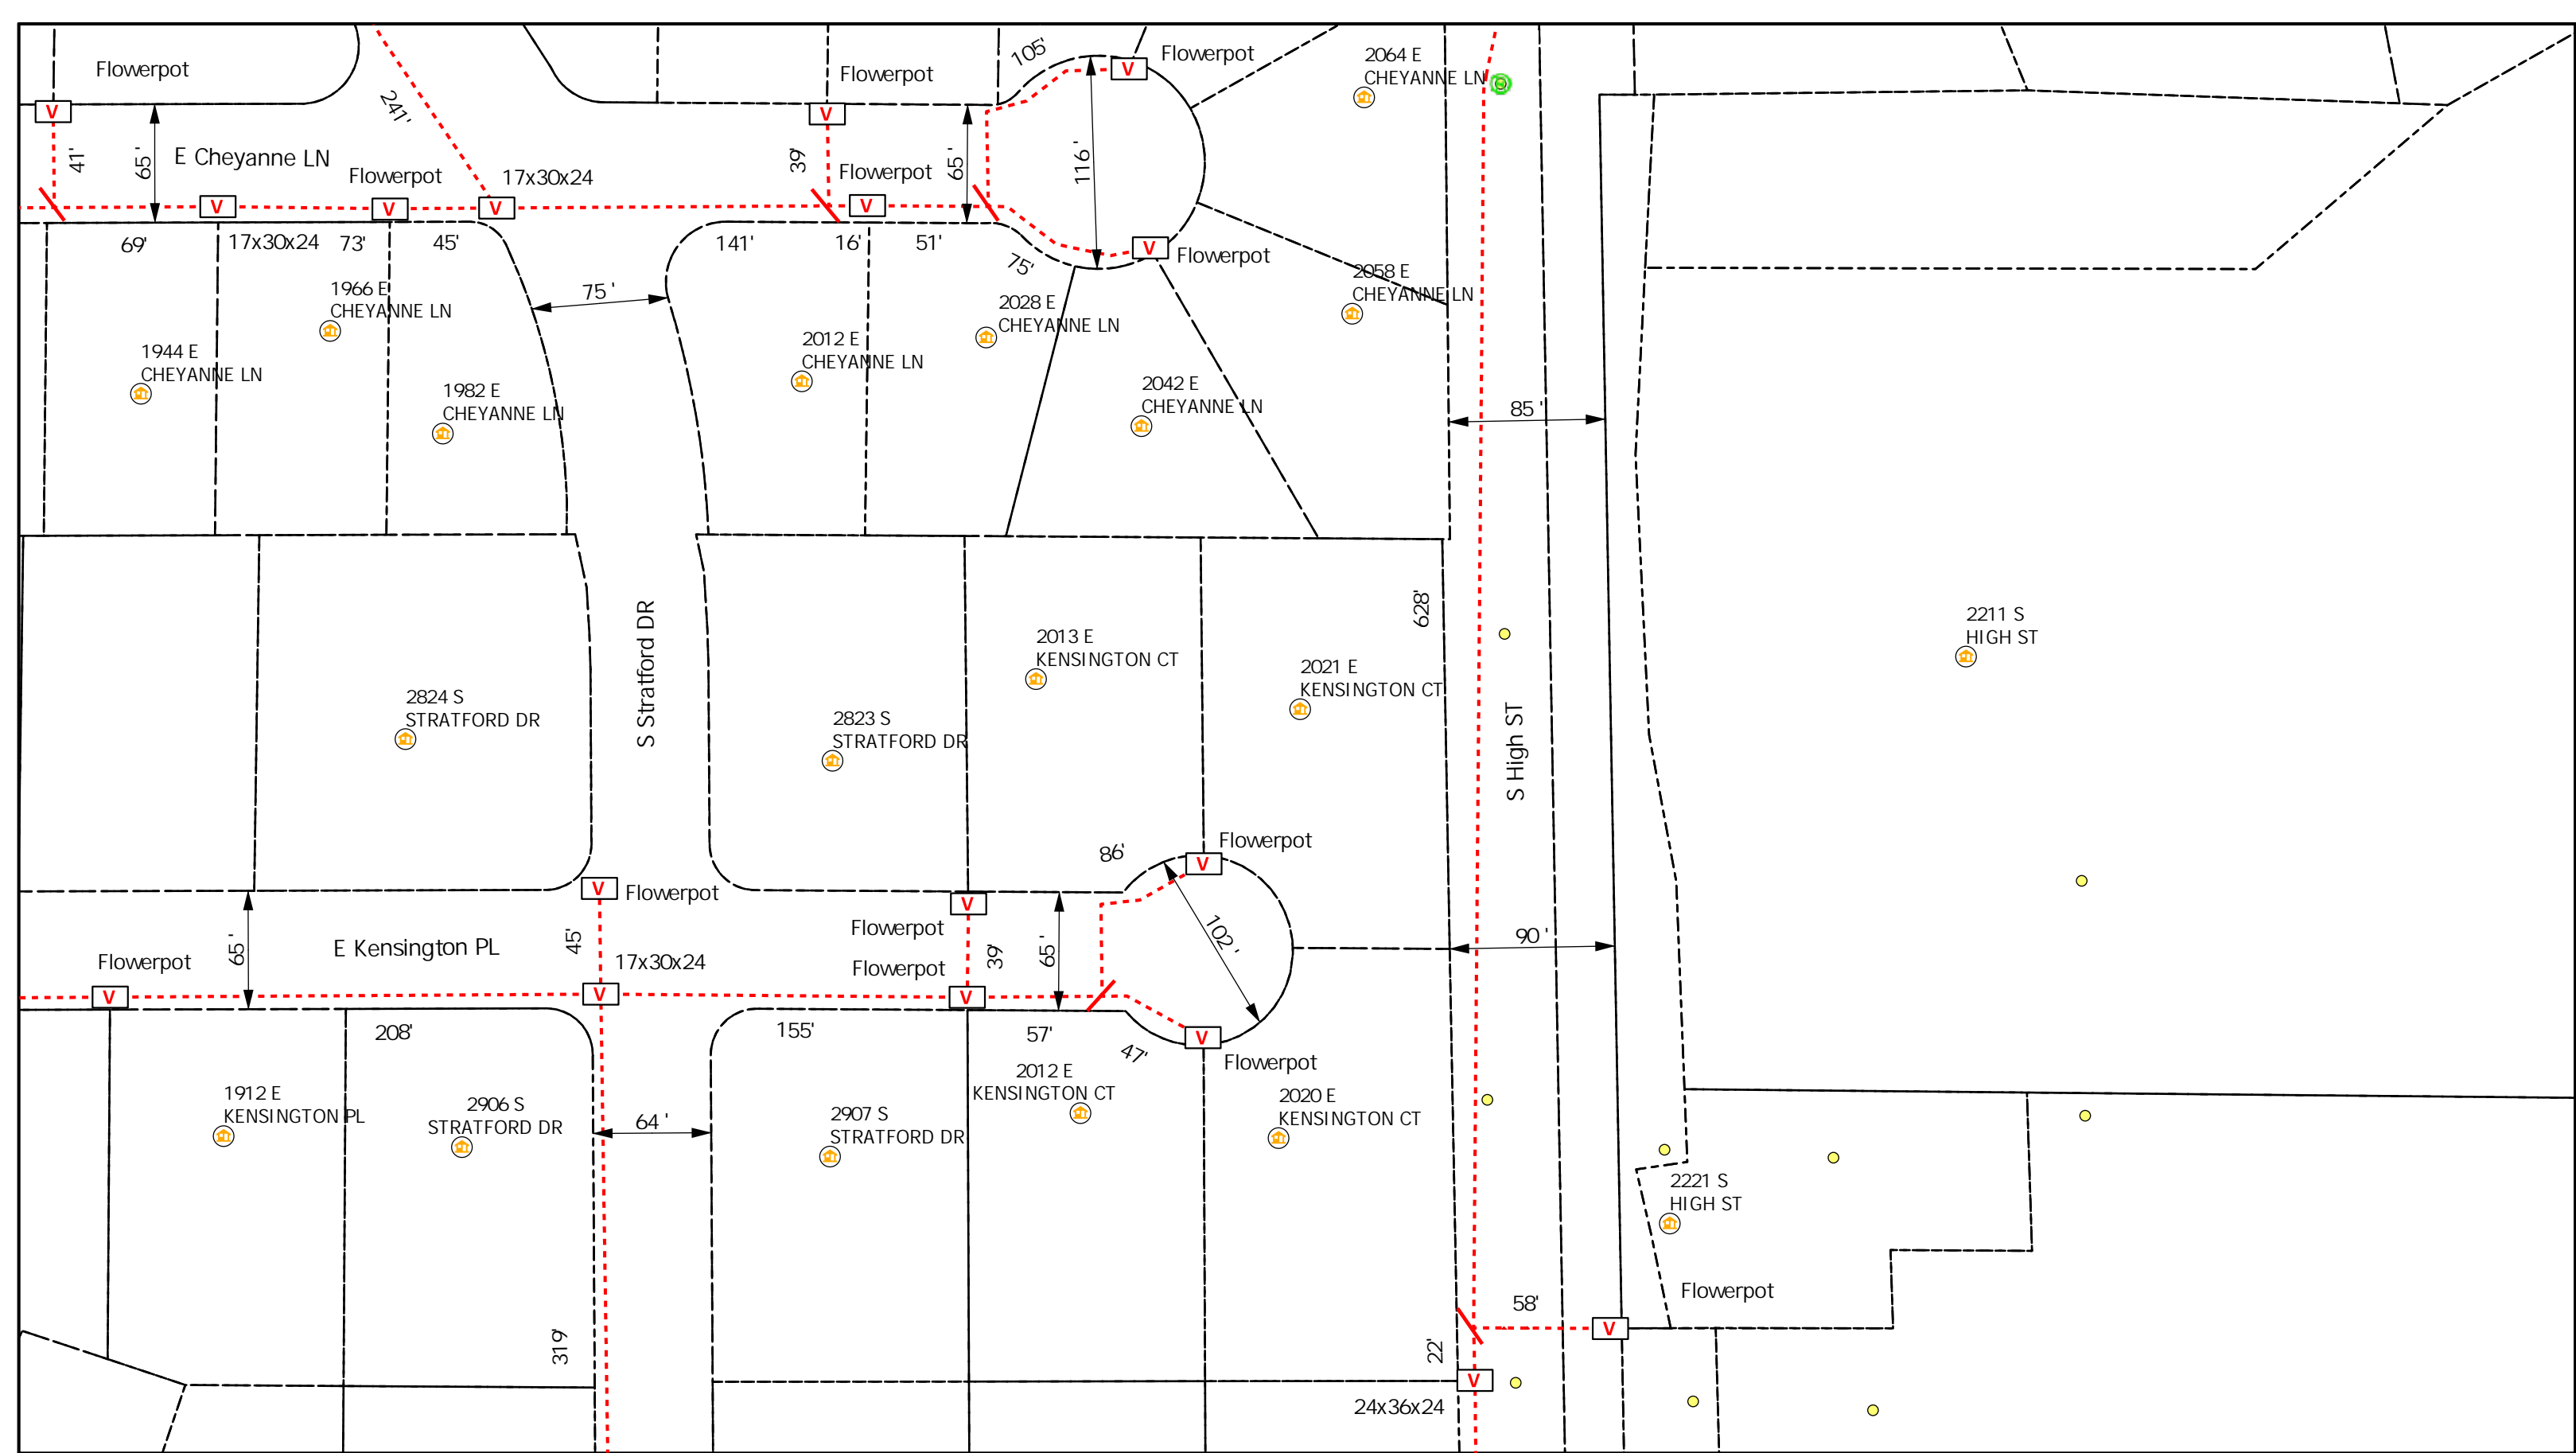 Flowerpot
241'
Flowerpot
105'
Flowerpot
2064 E
CHEYANNE LN
V
V
V
41'
65'
E Cheyanne LN
Flowerpot
17x30x24
39'
Flowerpot
65'
116'
V
V
V
V
V
Flowerpot
69'
17x30x24
73'
45'
141'
16'
51'
75'
1966 E
CHEYANNE LN
75'
2028 E
CHEYANNE LN
2058 E
CHEYANNE LN
1944 E
CHEYANNE LN
2012 E
CHEYANNE LN
1982 E
CHEYANNE LN
2042 E
CHEYANNE LN
85'
628'
S Stratford DR
2013 E
KENSINGTON CT
2021 E
KENSINGTON CT
2211 S
HIGH ST
2824 S
STRATFORD DR
2823 S
STRATFORD DR
S High ST
86'
Flowerpot
V
V
Flowerpot
V
Flowerpot
65'
E Kensington PL
45'
39'
65'
102'
90'
Flowerpot
17x30x24
Flowerpot
V
V
V
208'
155'
57'
47'
V
Flowerpot
1912 E
KENSINGTON PL
2906 S
STRATFORD DR
64'
2907 S
STRATFORD DR
2012 E
KENSINGTON CT
2020 E
KENSINGTON CT
2221 S
HIGH ST
Flowerpot
58'
V
319'
22'
V
24x36x24